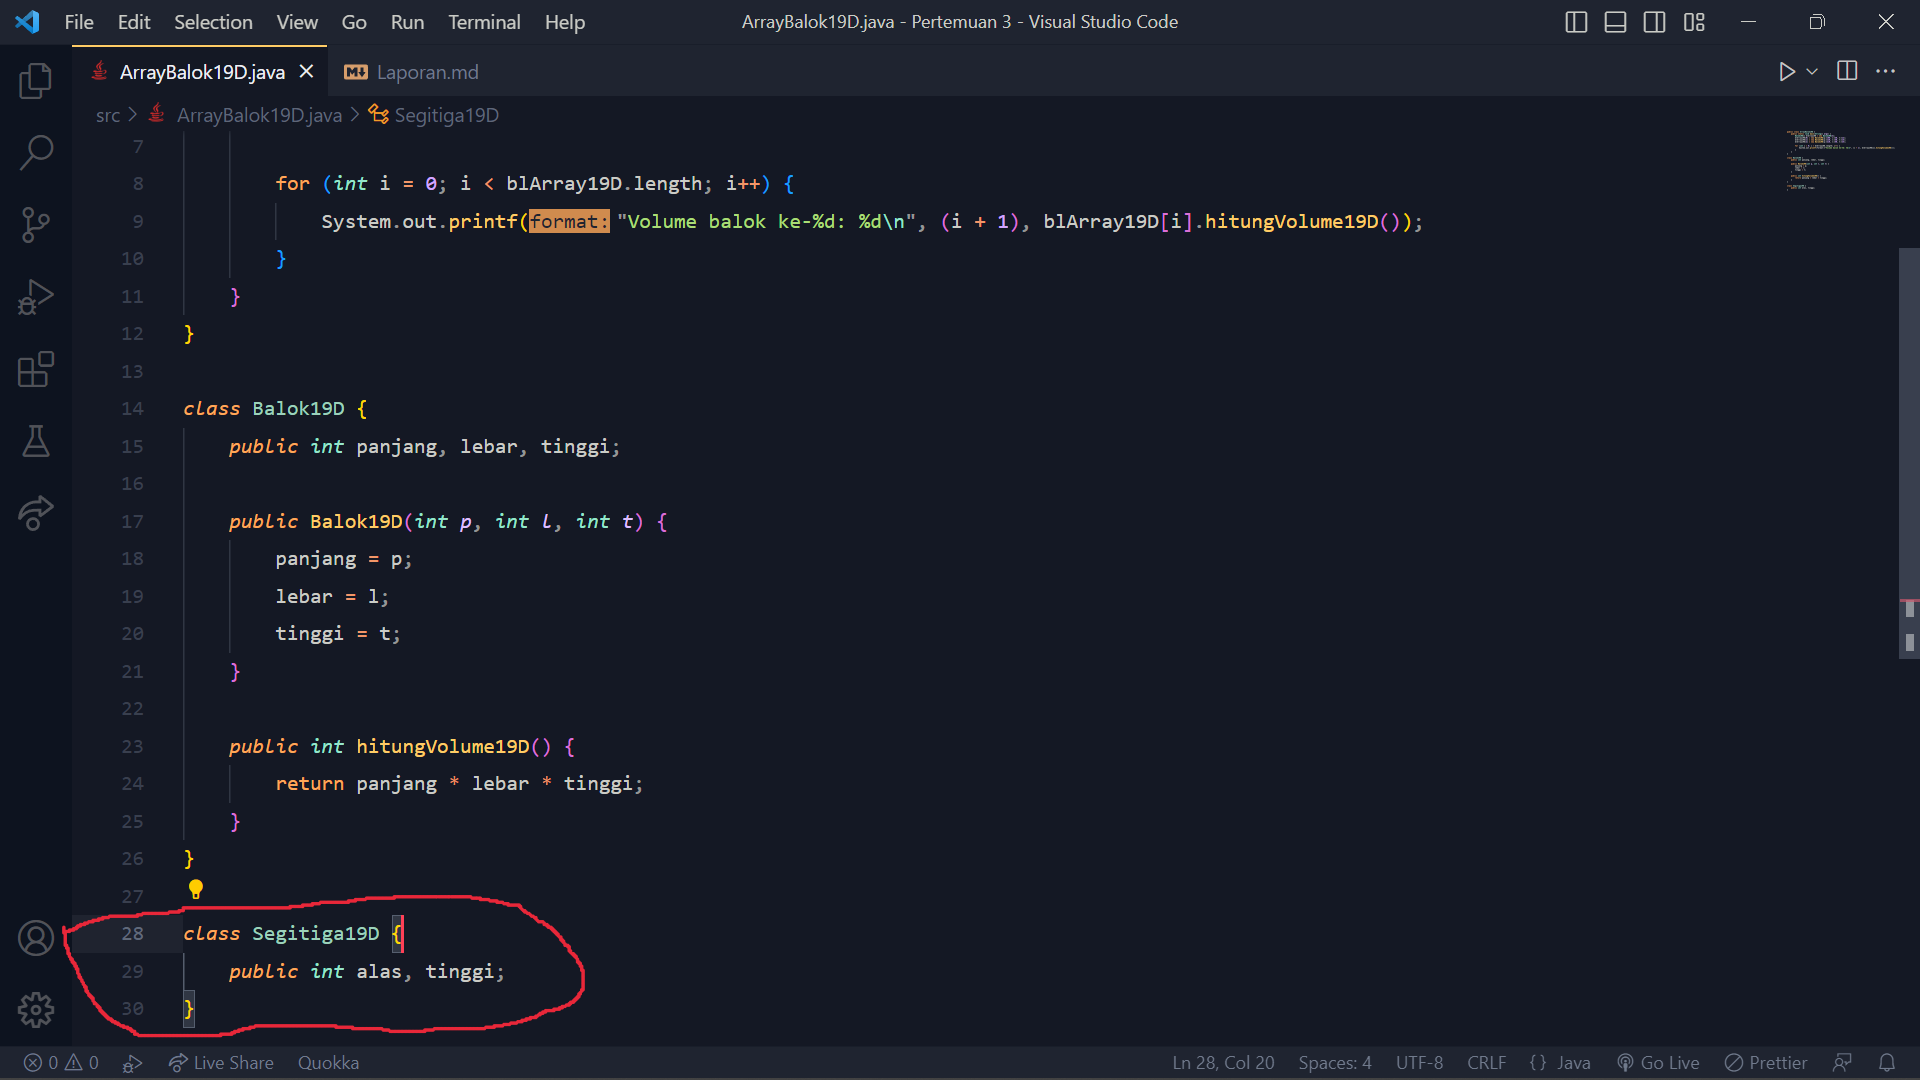 File Edit Selection View Go Run Terminal Help ArrayBalok19D.java - Pertemuan 3 - Visual Studio Code
ArrayBalok19D.java Laporan.md
src > ArrayBalok19D.java > Segitiga19D
7
8 for (int i = 0; i < blArray19D.length; i++) {
9 System.out.printf(format: "Volume balok ke-%d: %d\n", (i + 1), blArray19D[i].hitungVolume19D());
10 }
11 }
12 }
13
14 class Balok19D {
15 public int panjang, lebar, tinggi;
16
17 public Balok19D(int p, int l, int t) {
18 panjang = p;
19 lebar = l;
20 tinggi = t;
21 }
22
23 public int hitungVolume19D() {
24 return panjang * lebar * tinggi;
25 }
26 }
27
28 class Segitiga19D {
29 public int alas, tinggi;
30 }
0 0 Live Share Quokka Ln 28, Col 20 Spaces: 4 UTF-8 CRLF {} Java Go Live Prettier